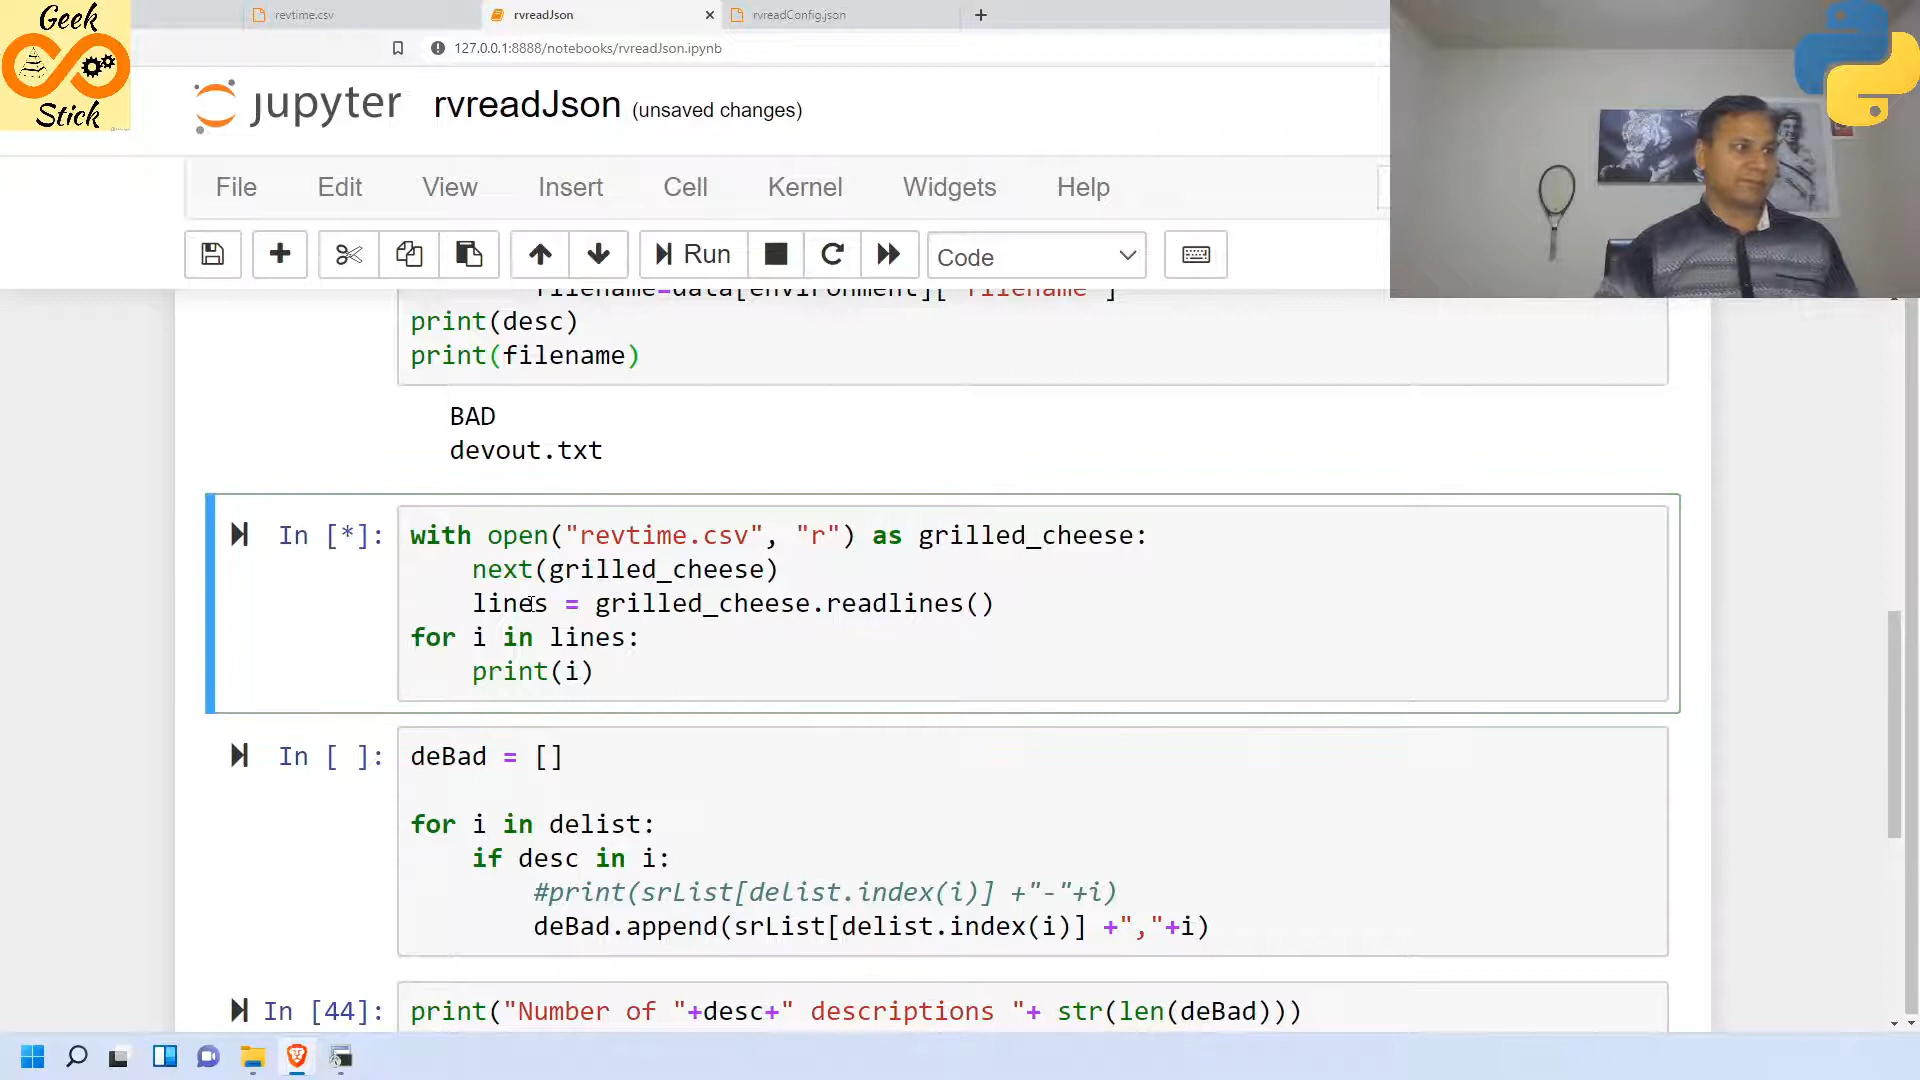 Geek
Stick
revtime.csv
rvreadJson
rvreadConfig.json
127.0.0.1:8888/notebooks/rvreadJson.ipynb
jupyter rvreadJson (unsaved changes)
File Edit View Insert Cell Kernel Widgets Help
Run
Code
filename=data[environment]["filename"]
print(desc)
print(filename)
BAD
devout.txt
In [*]: with open("revtime.csv", "r") as grilled_cheese:
next(grilled_cheese)
lines = grilled_cheese.readlines()
for i in lines:
print(i)
In [ ]: deBad = []
for i in delist:
if desc in i:
#print(srList[delist.index(i)] +"-"+i)
deBad.append(srList[delist.index(i)] +","+i)
In [44]: print("Number of "+desc+" descriptions "+ str(len(deBad)))